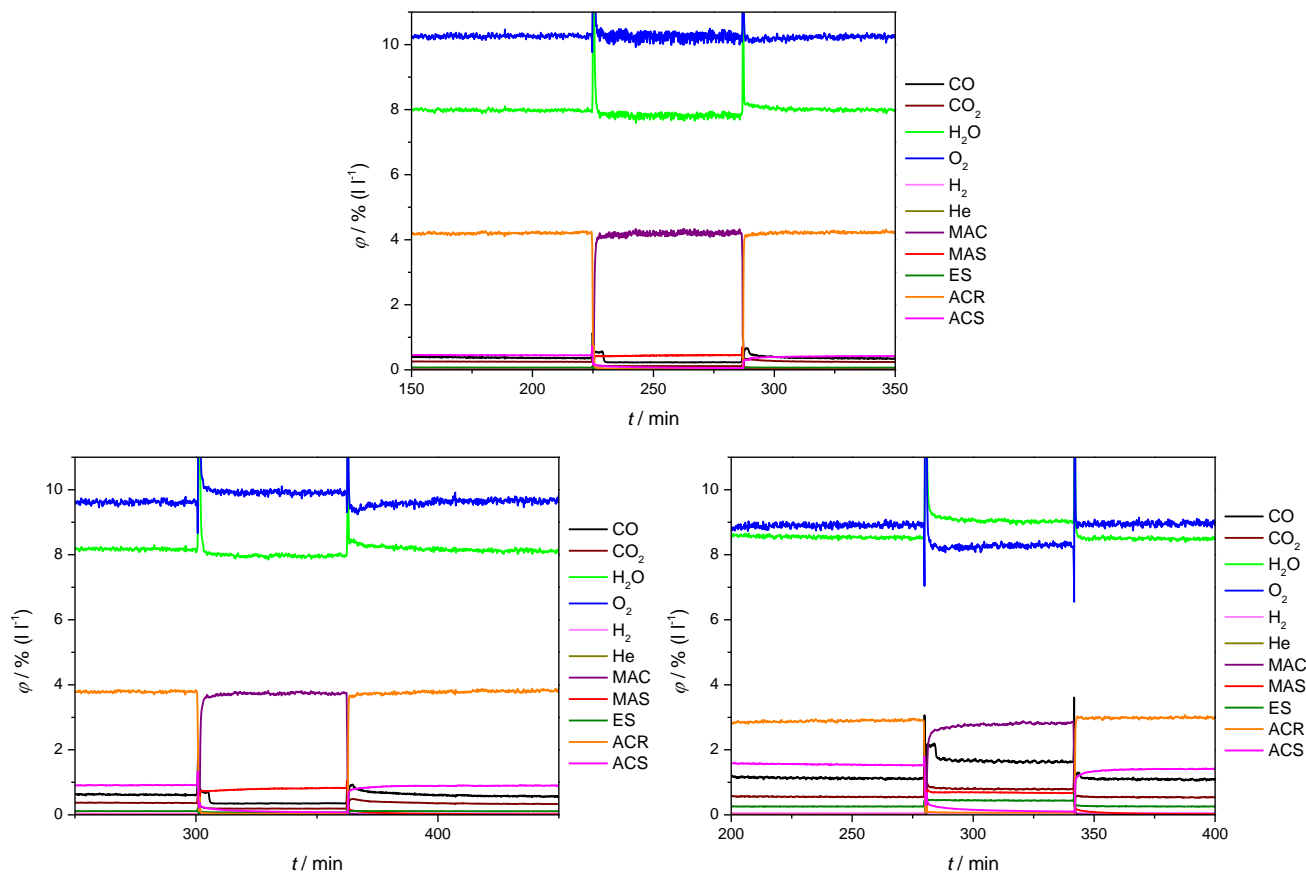 10
8
6
4
2
0
φ / % (l l⁻¹)
150 200 250 300 350
t / min
CO
CO₂
H₂O
O₂
H₂
He
MAC
MAS
ES
ACR
ACS
10
8
6
4
2
0
φ / % (l l⁻¹)
300 400
t / min
CO
CO₂
H₂O
O₂
H₂
He
MAC
MAS
ES
ACR
ACS
10
8
6
4
2
0
φ / % (l l⁻¹)
200 250 300 350 400
t / min
CO
CO₂
H₂O
O₂
H₂
He
MAC
MAS
ES
ACR
ACS